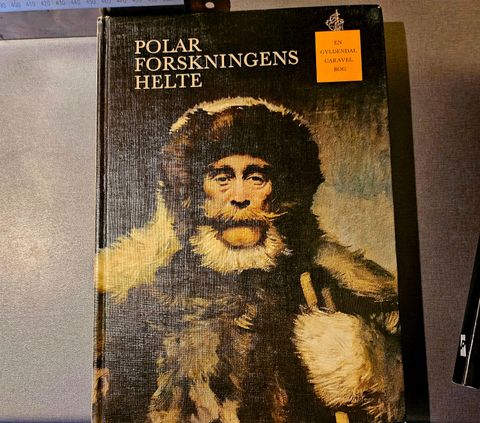 POLAR
FORSKNINGENS
HELTE
EN
GYLDENDAL
CARAVEL
BOG